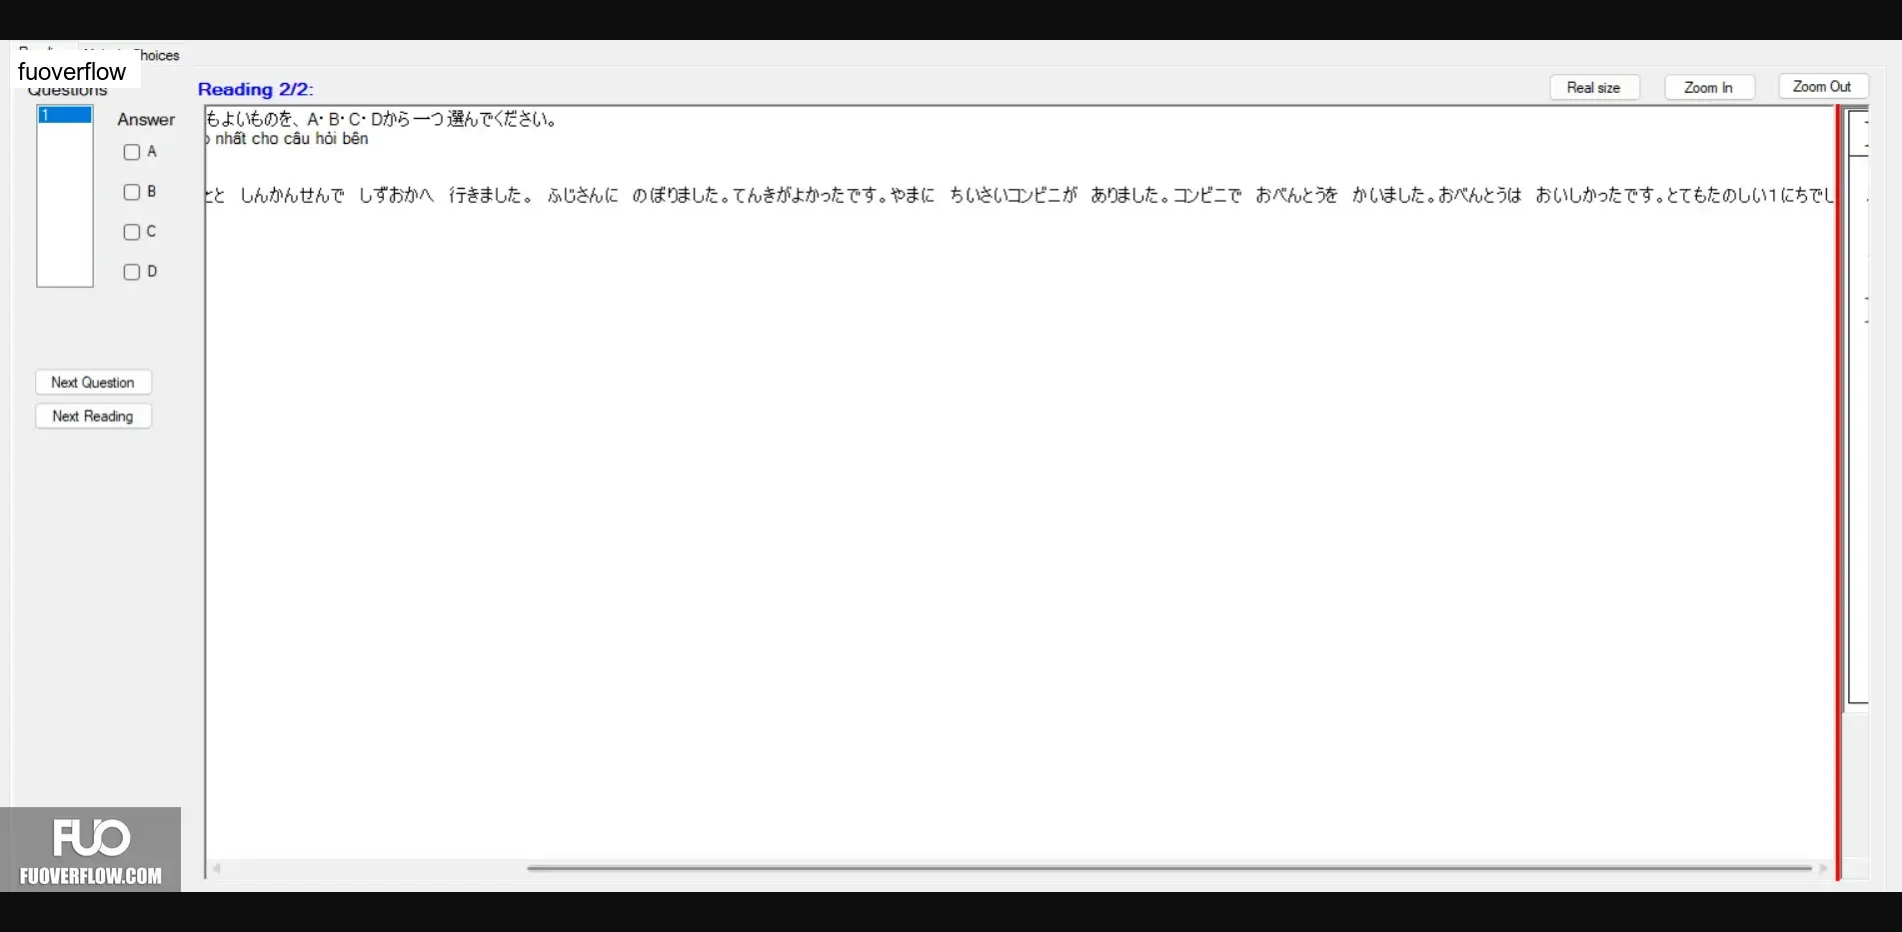 hoices
fuoverflow
Questions
Reading 2/2:
Real size
Zoom In
Zoom Out
1
Answer
A
B
C
D
もよいものを、A・B・C・Dから一つ選んでください。
nhất cho câu hỏi bên
と しんかんせんで しずおかへ 行きました。 ふじさんに のぼりました。てんきがよかったです。やまに ちいさいコンビニが ありました。コンビニで おべんとうを かいました。おべんとうは おいしかったです。とてもたのしい1にちでし
Next Question
Next Reading
FUO
FUOVERFLOW.COM